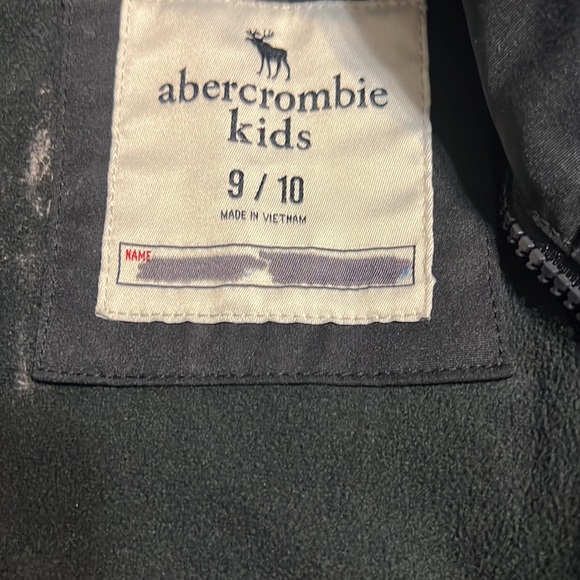 abercrombie
kids
9 / 10
MADE IN VIETNAM
NAME